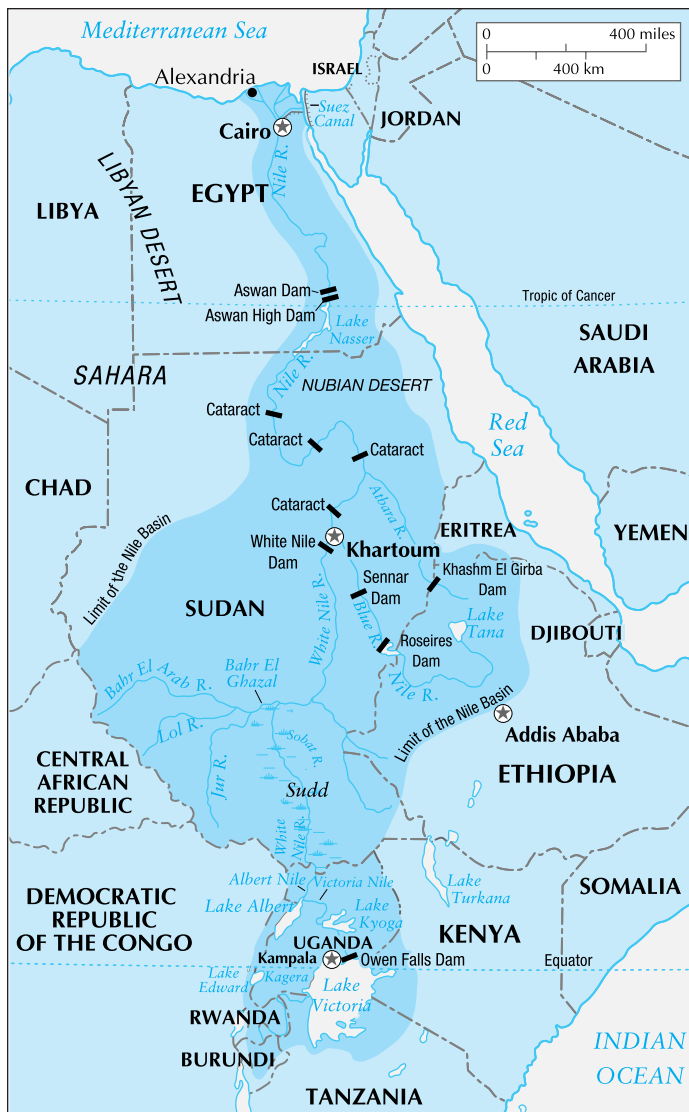 Mediterranean Sea
0 400 miles
0 400 km
ISRAEL
Alexandria
Suez
Canal
JORDAN
Cairo
Nile R.
EGYPT
LIBYA
LIBYAN DESERT
Aswan Dam
Aswan High Dam
Tropic of Cancer
Lake
Nasser
SAUDI
ARABIA
SAHARA
Nile R.
NUBIAN DESERT
Cataract
Red
Sea
Cataract
Cataract
CHAD
Atbara R.
Cataract
ERITREA
YEMEN
Limit of the Nile Basin
White Nile
Dam
Khartoum
Khashm El Girba
Dam
Sennar
Dam
SUDAN
White Nile R.
Blue R.
Lake
Tana
DJIBOUTI
Roseires
Dam
Bahr El Arab R.
Bahr El
Ghazal
Nile R.
Limit of the Nile Basin
Lol R.
Sobat R.
Addis Ababa
CENTRAL
AFRICAN
REPUBLIC
Jur R.
Sudd
ETHIOPIA
White
Nile R.
Albert Nile
Victoria Nile
Lake
Turkana
SOMALIA
DEMOCRATIC
REPUBLIC
OF THE CONGO
Lake Albert
Lake
Kyoga
KENYA
UGANDA
Kampala
Owen Falls Dam
Equator
Lake
Edward
Kagera
Lake
Victoria
RWANDA
BURUNDI
INDIAN
OCEAN
TANZANIA